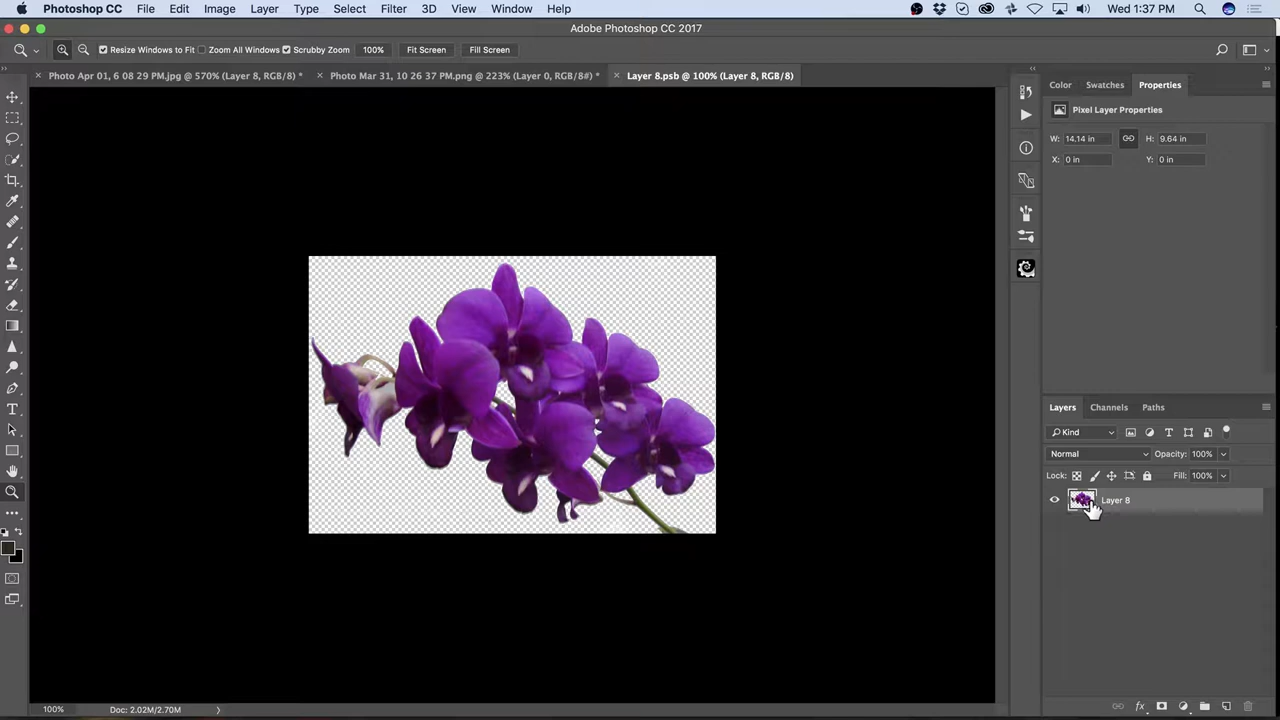 Photoshop CC File Edit Image Layer Type Select Filter 3D View Window Help Wed 1:37 PM
Adobe Photoshop CC 2017
Resize Windows to Fit Zoom All Windows Scrubby Zoom 100% Fit Screen Fill Screen
Photo Apr 01, 6 08 29 PM.jpg @ 570% (Layer 8, RGB/8) * Photo Mar 31, 10 26 37 PM.png @ 223% (Layer 0, RGB/8#) * Layer 8.psb @ 100% (Layer 8, RGB/8)
Color Swatches Properties
Pixel Layer Properties
W: 14.14 in H: 9.64 in
X: 0 in Y: 0 in
Layers Channels Paths
Kind
Normal Opacity: 100%
Lock: Fill: 100%
Layer 8
100% Doc: 2.02M/2.70M